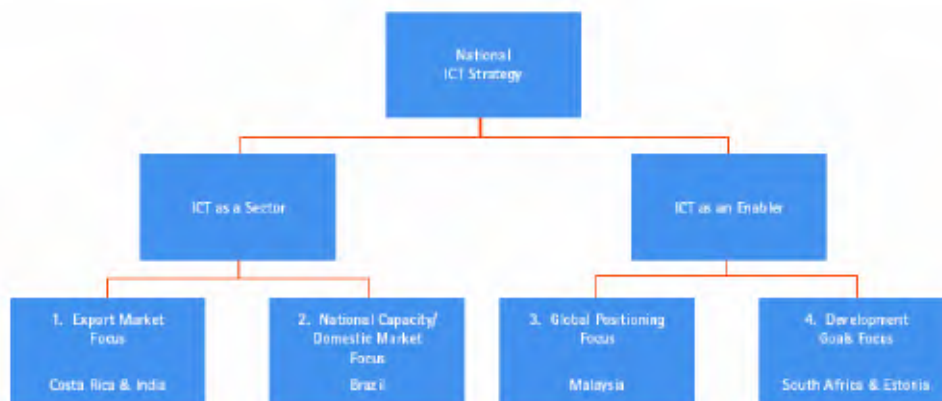 National
ICT Strategy
ICT as a Sector
ICT as an Enabler
1. Export Market
Focus
Costa Rica & India
2. National Capacity/
Domestic Market
Focus
Brazil
3. Global Positioning
Focus
Malaysia
4. Development
Goals Focus
South Africa & Estonia